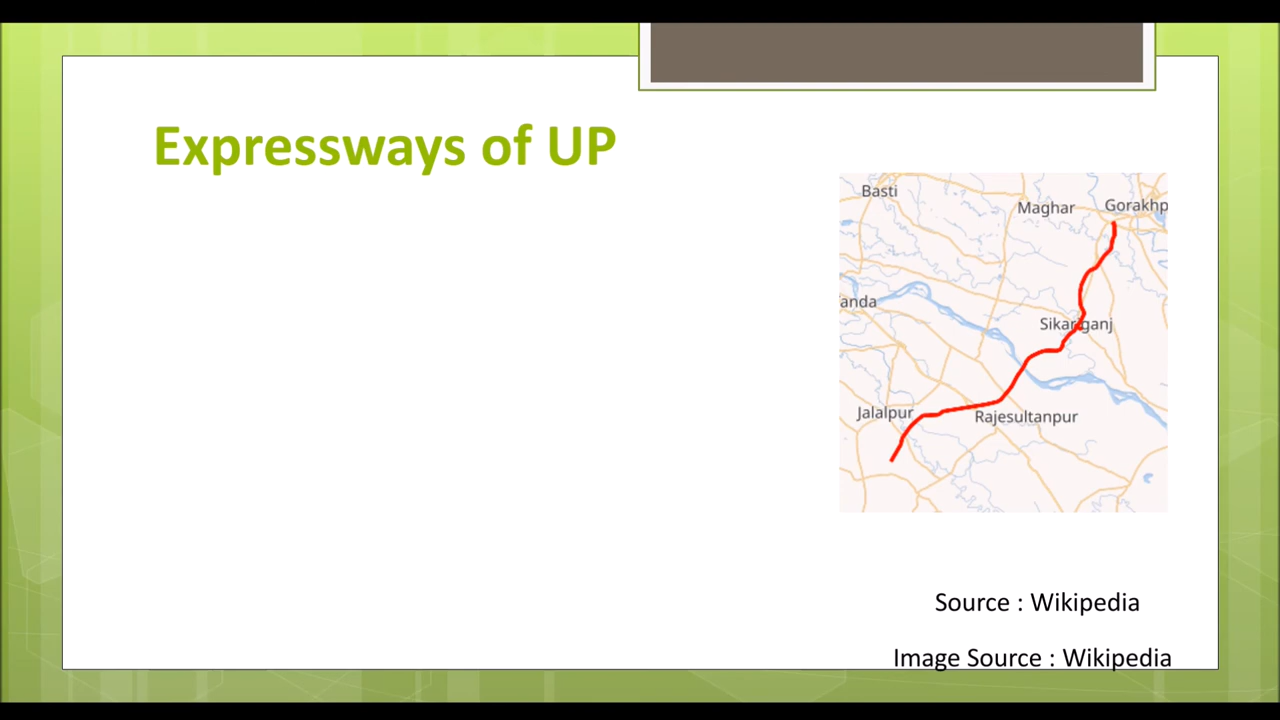 Expressways of UP
Basti
Maghar
Gorakhp
anda
Sikariganj
Jalalpur
Rajesultanpur
Source : Wikipedia
Image Source : Wikipedia